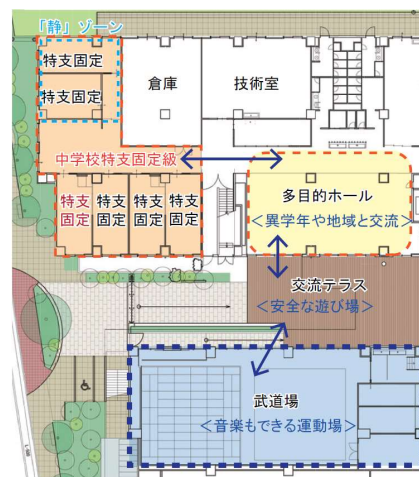 「静」ゾーン
特支固定
特支固定
倉庫
技術室
中学校特支固定級
特支
固定
特支
固定
特支
固定
特支
固定
多目的ホール
＜異学年や地域と交流＞
交流テラス
＜安全な遊び場＞
武道場
＜音楽もできる運動場＞